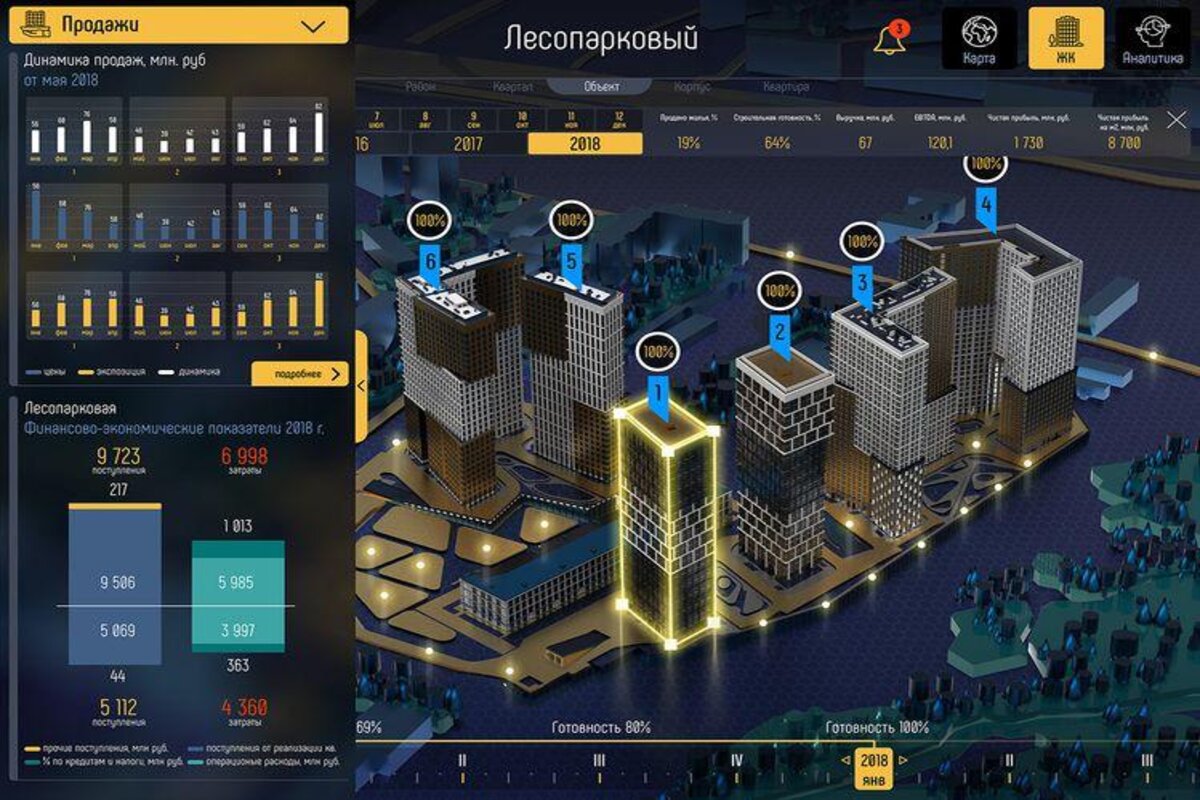 Продажи
Динамика продаж, млн. руб
от мая 2018
56 68 76 58 46 38 42 43 59 62 64 82
янв фев мар апр май июн июл авг сен окт ноя дек
1 2 3
98 68 76 58 46 38 42 43 59 62 64 82
янв фев мар апр май июн июл авг сен окт ноя дек
1 2 3
56 68 76 58 46 38 42 43 59 62 64 82
янв фев мар апр май июн июл авг сен окт ноя дек
1 2 3
цены экспозиция динамика
подробнее
Лесопарковая
Финансово-экономические показатели 2018 г.
9 723 6 998
поступления затраты
217
1 013
9 506 5 985
5 069 3 997
44 363
5 112 4 360
поступления затраты
прочие поступления, млн руб. поступления от реализации кв.
% по кредитам и налоги, млн руб. операционые расходы, млн руб.
Лесопарковый
3
Карта
ЖК
Аналитика
Район Квартал Объект Корпус Квартира
7 8 9 10 11 12
июл авг сен окт ноя дек
16 2017 2018
Продано жилья, % Строительная готовность, % Выручка, млн. руб. EBITDA, млн. руб. Чистая прибыль, млн. руб. Чистая прибыль на м2, млн. руб.
19% 64% 67 120,1 1 730 8 700
100%
4
100%
6
100%
5
100%
3
100%
2
100%
1
69% Готовность 80% Готовность 100%
II III IV 2018 янв II III